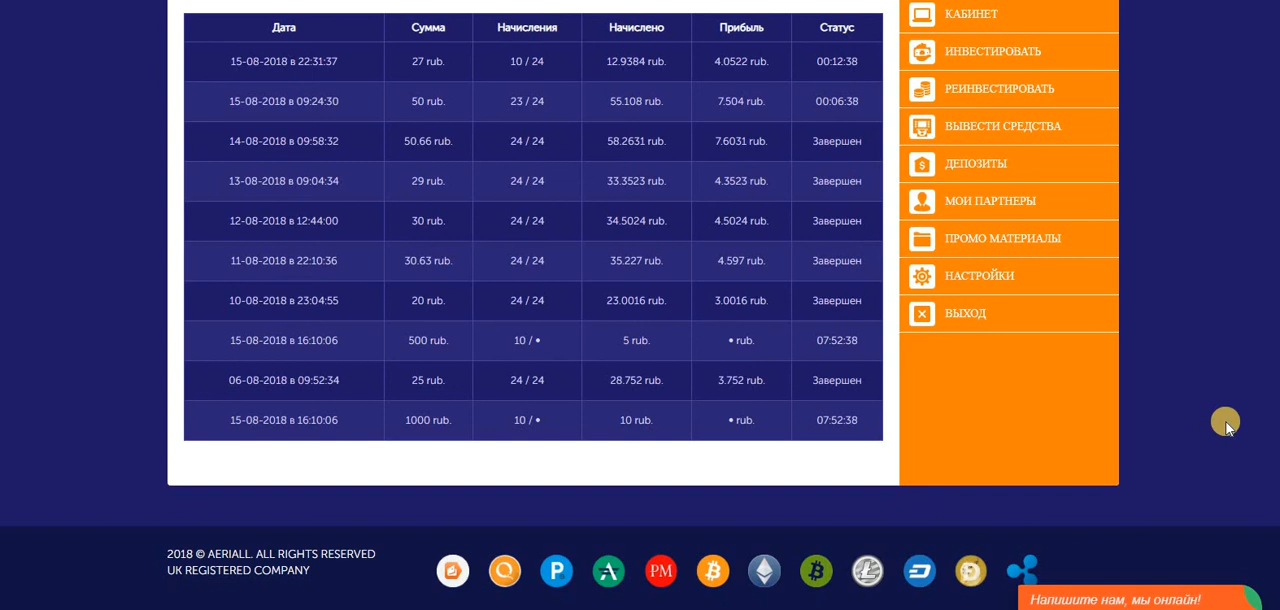 Дата Сумма Начисления Начислено Прибыль Статус
15-08-2018 в 22:31:37 27 rub. 10 / 24 12.9384 rub. 4.0522 rub. 00:12:38
15-08-2018 в 09:24:30 50 rub. 23 / 24 55.108 rub. 7.504 rub. 00:06:38
14-08-2018 в 09:58:32 50.66 rub. 24 / 24 58.2631 rub. 7.6031 rub. Завершен
13-08-2018 в 09:04:34 29 rub. 24 / 24 33.3523 rub. 4.3523 rub. Завершен
12-08-2018 в 12:44:00 30 rub. 24 / 24 34.5024 rub. 4.5024 rub. Завершен
11-08-2018 в 22:10:36 30.63 rub. 24 / 24 35.227 rub. 4.597 rub. Завершен
10-08-2018 в 23:04:55 20 rub. 24 / 24 23.0016 rub. 3.0016 rub. Завершен
15-08-2018 в 16:10:06 500 rub. 10 / • 5 rub. • rub. 07:52:38
06-08-2018 в 09:52:34 25 rub. 24 / 24 28.752 rub. 3.752 rub. Завершен
15-08-2018 в 16:10:06 1000 rub. 10 / • 10 rub. • rub. 07:52:38
КАБИНЕТ
ИНВЕСТИРОВАТЬ
РЕИНВЕСТИРОВАТЬ
ВЫВЕСТИ СРЕДСТВА
ДЕПОЗИТЫ
МОИ ПАРТНЕРЫ
ПРОМО МАТЕРИАЛЫ
НАСТРОЙКИ
ВЫХОД
2018 © AERIALL. ALL RIGHTS RESERVED
UK REGISTERED COMPANY
PM
Напишите нам, мы онлайн!